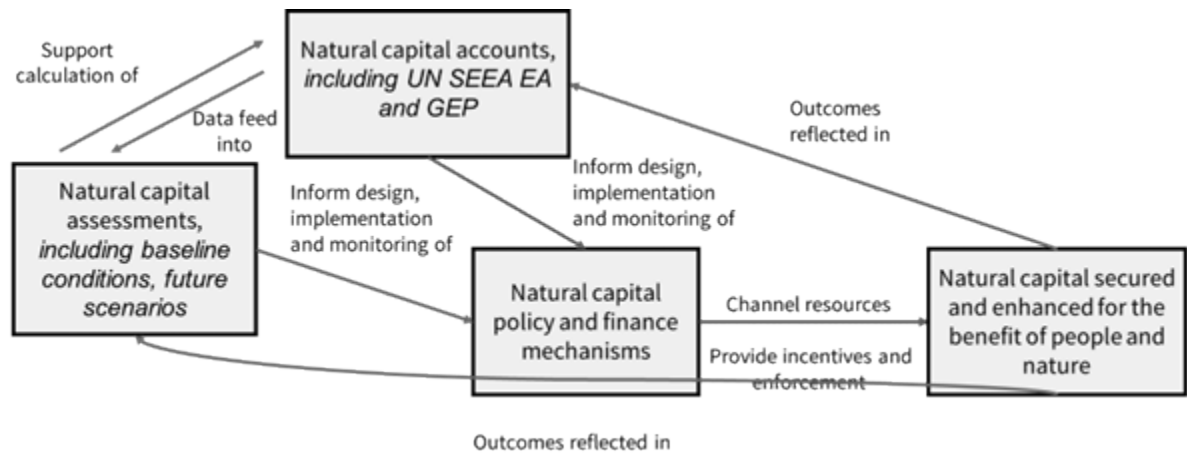 Support
calculation of
Natural capital accounts,
including UN SEEA EA
and GEP
Data feed
into
Outcomes
reflected in
Natural capital
assessments,
including baseline
conditions, future
scenarios
Inform design,
implementation
and monitoring of
Inform design,
implementation
and monitoring of
Natural capital
policy and finance
mechanisms
Channel resources
Provide incentives and
enforcement
Natural capital secured
and enhanced for the
benefit of people and
nature
Outcomes reflected in